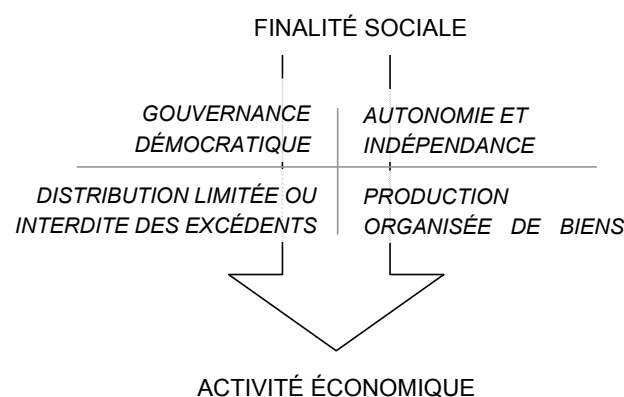 FINALITÉ SOCIALE
GOUVERNANCE
DÉMOCRATIQUE
AUTONOMIE ET
INDÉPENDANCE
DISTRIBUTION LIMITÉE OU
INTERDITE DES EXCÉDENTS
PRODUCTION
ORGANISÉE DE BIENS
ACTIVITÉ ÉCONOMIQUE